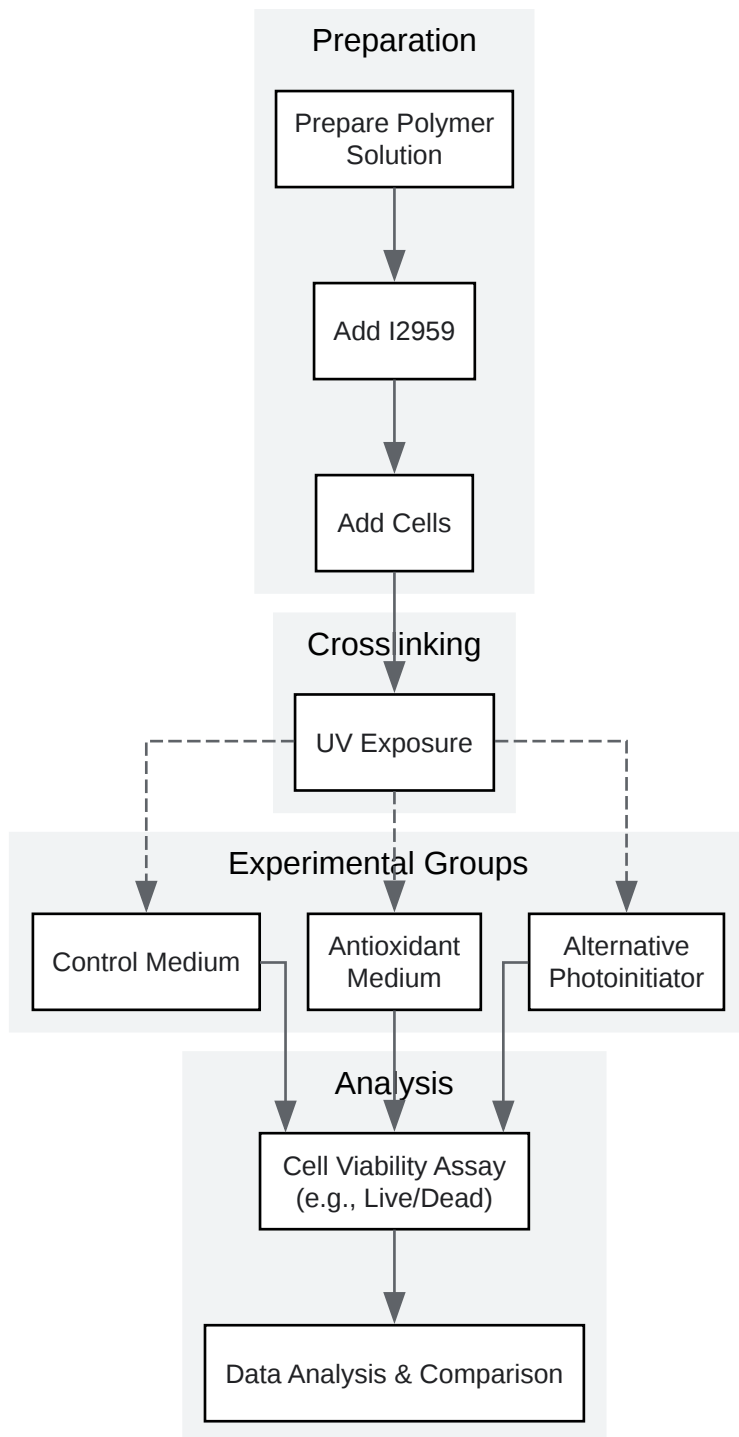 Preparation
Prepare Polymer
Solution
Add I2959
Add Cells
Crosslinking
UV Exposure
Experimental Groups
Control Medium
Antioxidant
Medium
Alternative
Photoinitiator
Analysis
Cell Viability Assay
(e.g., Live/Dead)
Data Analysis & Comparison